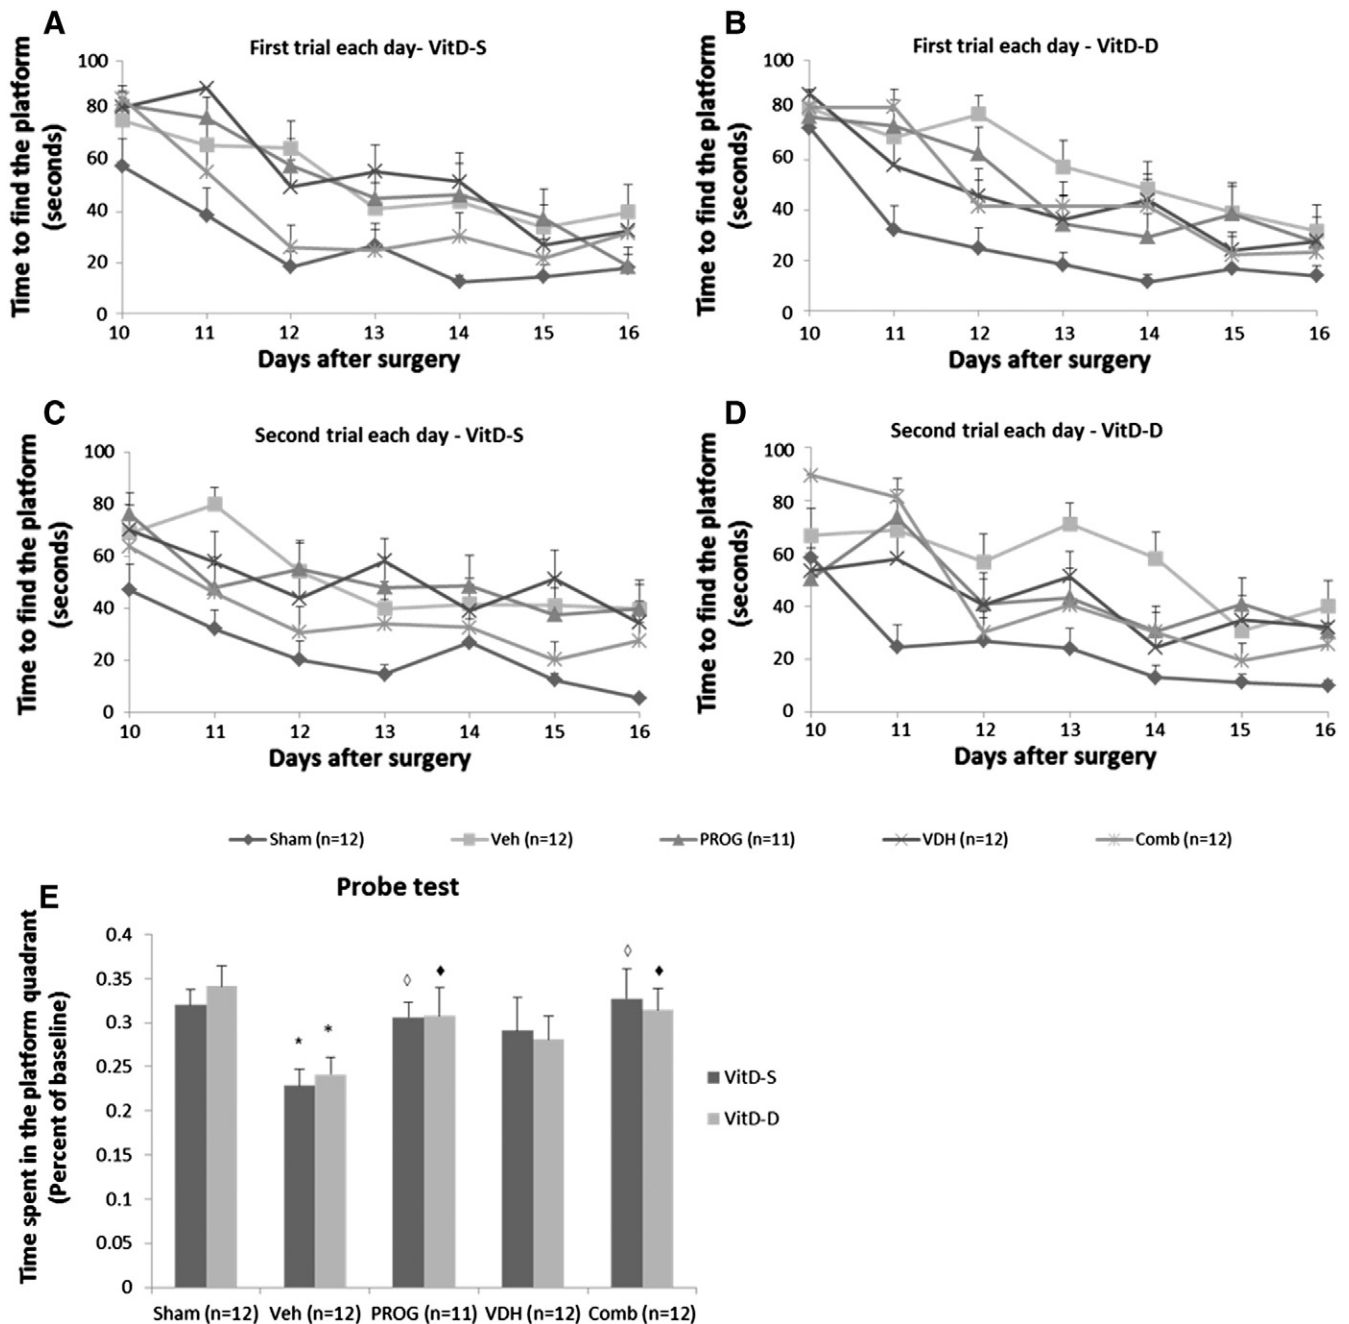 A
First trial each day- VitD-S
Time to find the platform
(seconds)
100
80
60
40
20
0
10 11 12 13 14 15 16
Days after surgery
B
First trial each day - VitD-D
Time to find the platform
(seconds)
100
80
60
40
20
0
10 11 12 13 14 15 16
Days after surgery
C
Second trial each day - VitD-S
Time to find the platform
(seconds)
100
80
60
40
20
0
10 11 12 13 14 15 16
Days after surgery
D
Second trial each day - VitD-D
Time to find the platform
(seconds)
100
80
60
40
20
0
10 11 12 13 14 15 16
Days after surgery
Sham (n=12) Veh (n=12) PROG (n=11) VDH (n=12) Comb (n=12)
E
Probe test
Time spent in the platform quadrant
(Percent of baseline)
0.4
0.35
0.3
0.25
0.2
0.15
0.1
0.05
0
* * ◊ ♦ ◊ ♦
Sham (n=12) Veh (n=12) PROG (n=11) VDH (n=12) Comb (n=12)
VitD-S
VitD-D